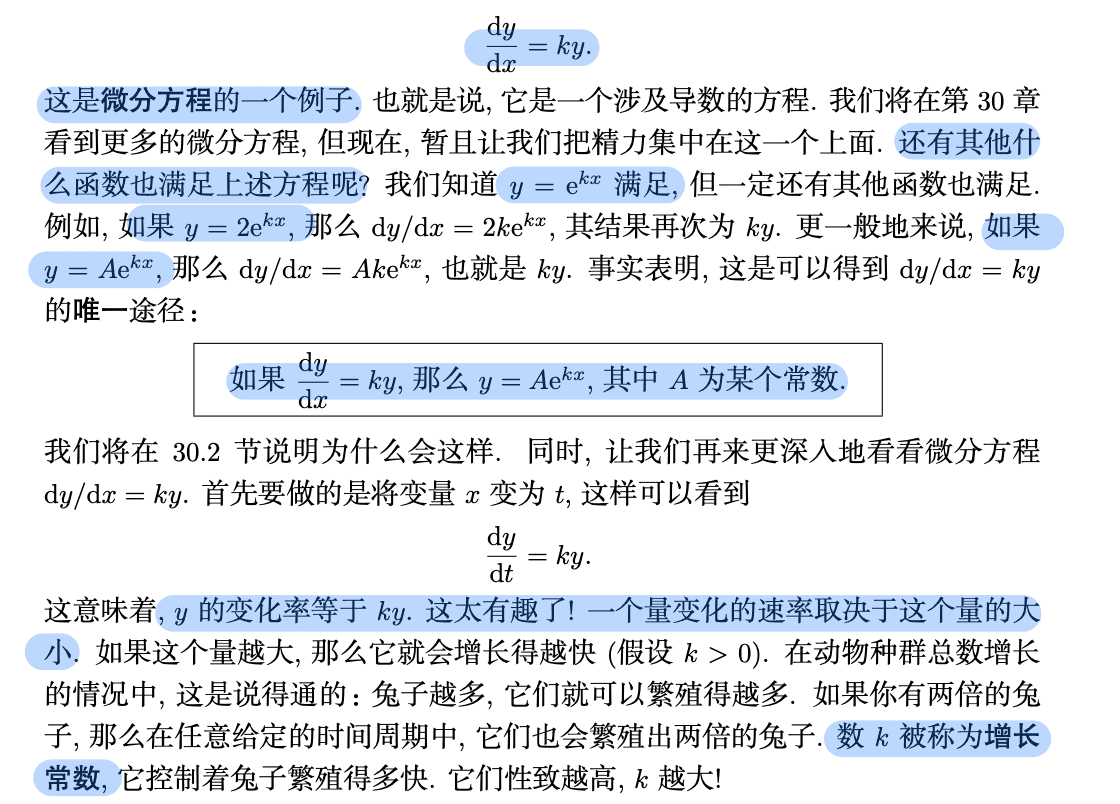 dy/dx = ky.
这是微分方程的一个例子. 也就是说, 它是一个涉及导数的方程. 我们将在第 30 章
看到更多的微分方程, 但现在, 暂且让我们把精力集中在这一个上面. 还有其他什
么函数也满足上述方程呢? 我们知道 y = e^{kx} 满足, 但一定还有其他函数也满足.
例如, 如果 y = 2e^{kx}, 那么 dy/dx = 2ke^{kx}, 其结果再次为 ky. 更一般地来说, 如果
y = Ae^{kx}, 那么 dy/dx = Ake^{kx}, 也就是 ky. 事实表明, 这是可以得到 dy/dx = ky
的唯一途径:
如果 dy/dx = ky, 那么 y = Ae^{kx}, 其中 A 为某个常数.
我们将在 30.2 节说明为什么会这样. 同时, 让我们再来更深入地看看微分方程
dy/dx = ky. 首先要做的是将变量 x 变为 t, 这样可以看到
dy/dt = ky.
这意味着, y 的变化率等于 ky. 这太有趣了! 一个量变化的速率取决于这个量的大
小. 如果这个量越大, 那么它就会增长得越快 (假设 k > 0). 在动物种群总数增长
的情况中, 这是说得通的: 兔子越多, 它们就可以繁殖得越多. 如果你有两倍的兔
子, 那么在任意给定的时间周期中, 它们也会繁殖出两倍的兔子. 数 k 被称为增长
常数, 它控制着兔子繁殖得多快. 它们性致越高, k 越大!